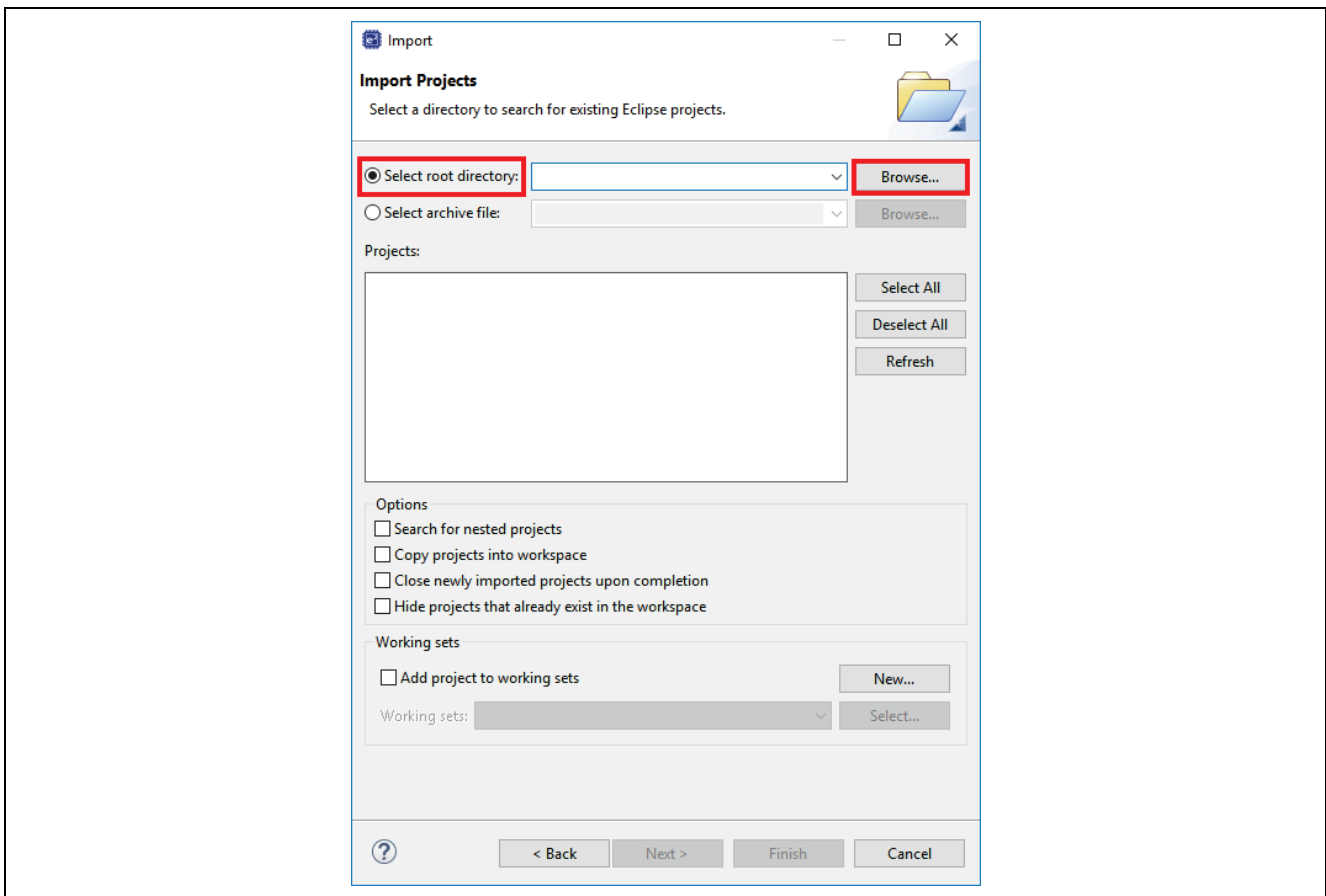 Import
Import Projects
Select a directory to search for existing Eclipse projects.
Select root directory: Browse...
Select archive file: Browse...
Projects:
Select All
Deselect All
Refresh
Options
Search for nested projects
Copy projects into workspace
Close newly imported projects upon completion
Hide projects that already exist in the workspace
Working sets
Add project to working sets New...
Working sets: Select...
? < Back Next > Finish Cancel